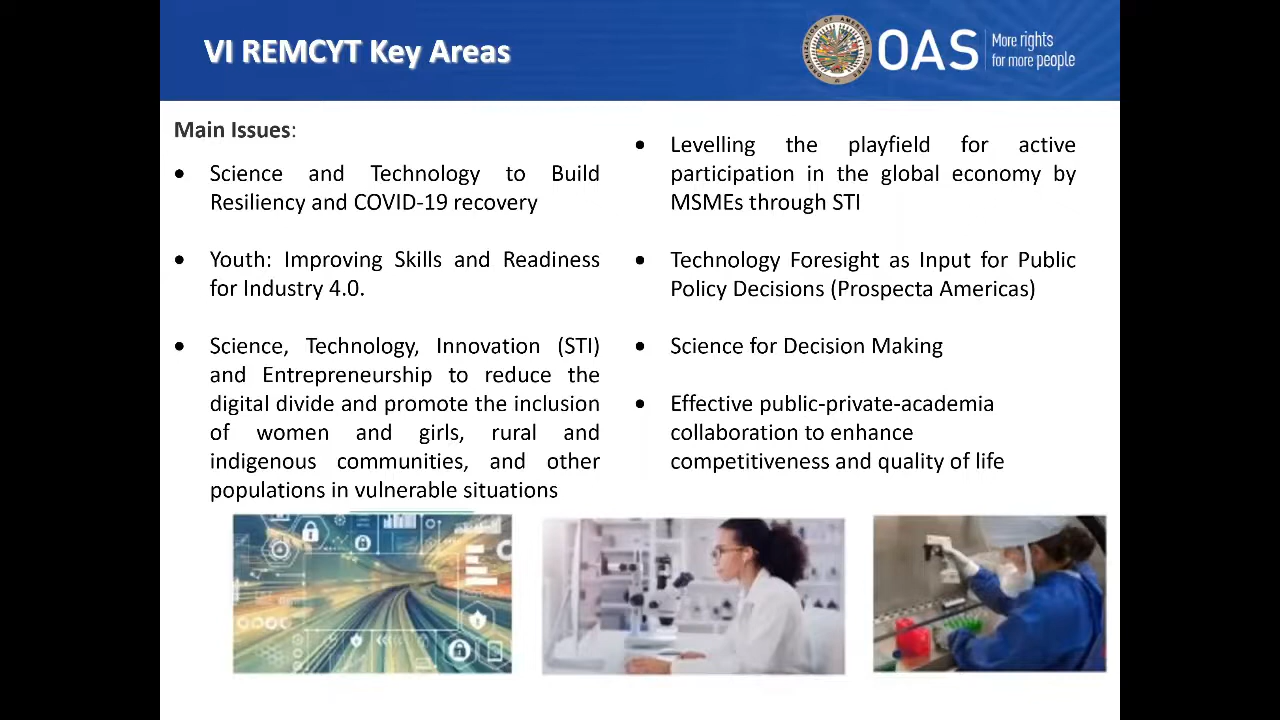 VI REMCYT Key Areas
OAS
More rights
for more people
Main Issues:
• Science and Technology to Build
Resiliency and COVID-19 recovery
• Youth: Improving Skills and Readiness
for Industry 4.0.
• Science, Technology, Innovation (STI)
and Entrepreneurship to reduce the
digital divide and promote the inclusion
of women and girls, rural and
indigenous communities, and other
populations in vulnerable situations
• Levelling the playfield for active
participation in the global economy by
MSMEs through STI
• Technology Foresight as Input for Public
Policy Decisions (Prospecta Americas)
• Science for Decision Making
• Effective public-private-academia
collaboration to enhance
competitiveness and quality of life